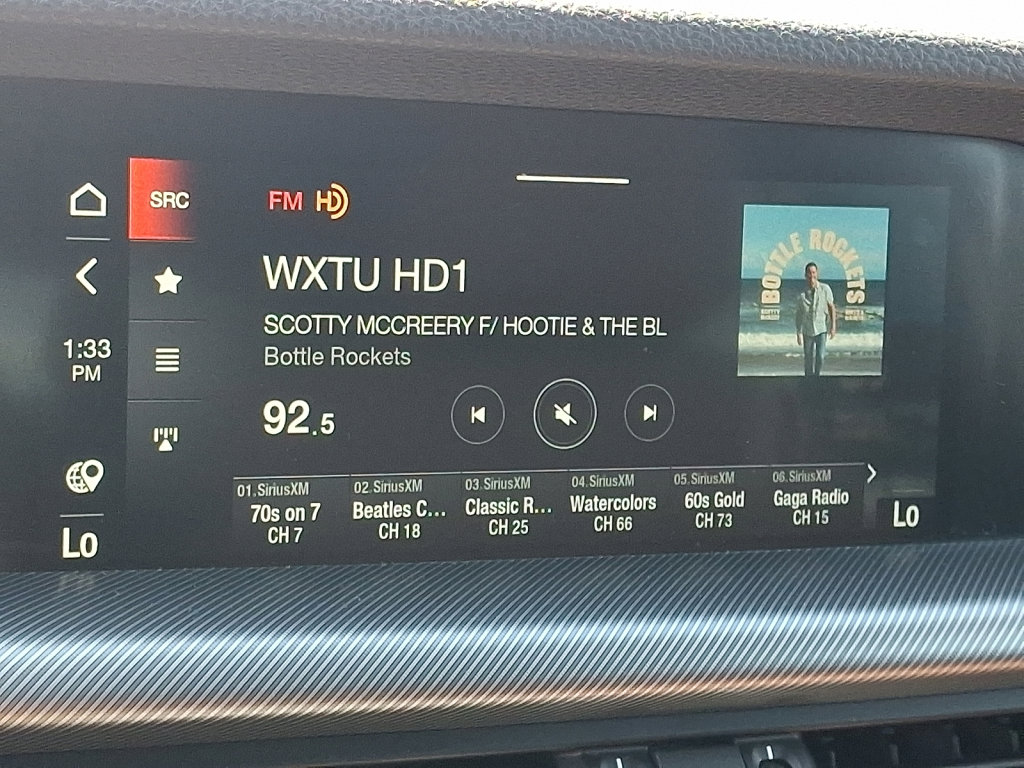 SRC
FM HD
WXTU HD1
SCOTTY MCCREERY F/ HOOTIE & THE BL
Bottle Rockets
1:33
PM
92.5
BOTTLE ROCKETS
01.SiriusXM
70s on 7
CH 7
02.SiriusXM
Beatles C...
CH 18
03.SiriusXM
Classic R...
CH 25
04.SiriusXM
Watercolors
CH 66
05.SiriusXM
60s Gold
CH 73
06.SiriusXM
Gaga Radio
CH 15
Lo
Lo